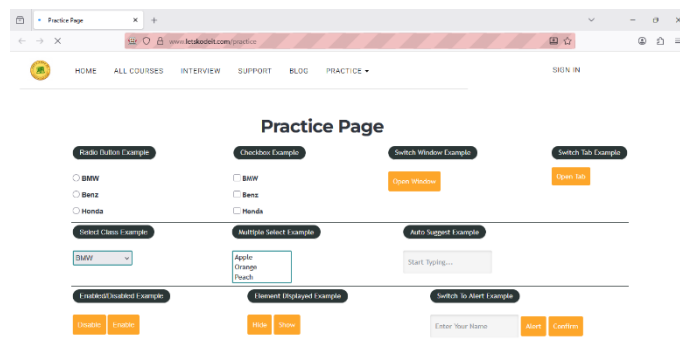 Practice Page
www.letskodeit.com/practice
HOME ALL COURSES INTERVIEW SUPPORT BLOG PRACTICE SIGN IN
Practice Page
Radio Button Example Checkbox Example Switch Window Example Switch Tab Example
BMW BMW Open Window Open Tab
Benz Benz
Honda Honda
Select Class Example Multiple Select Example Auto Suggest Example
BMW Apple Start Typing...
Orange
Peach
Enabled/Disabled Example Element Displayed Example Switch To Alert Example
Disable Enable Hide Show Enter Your Name Alert Confirm